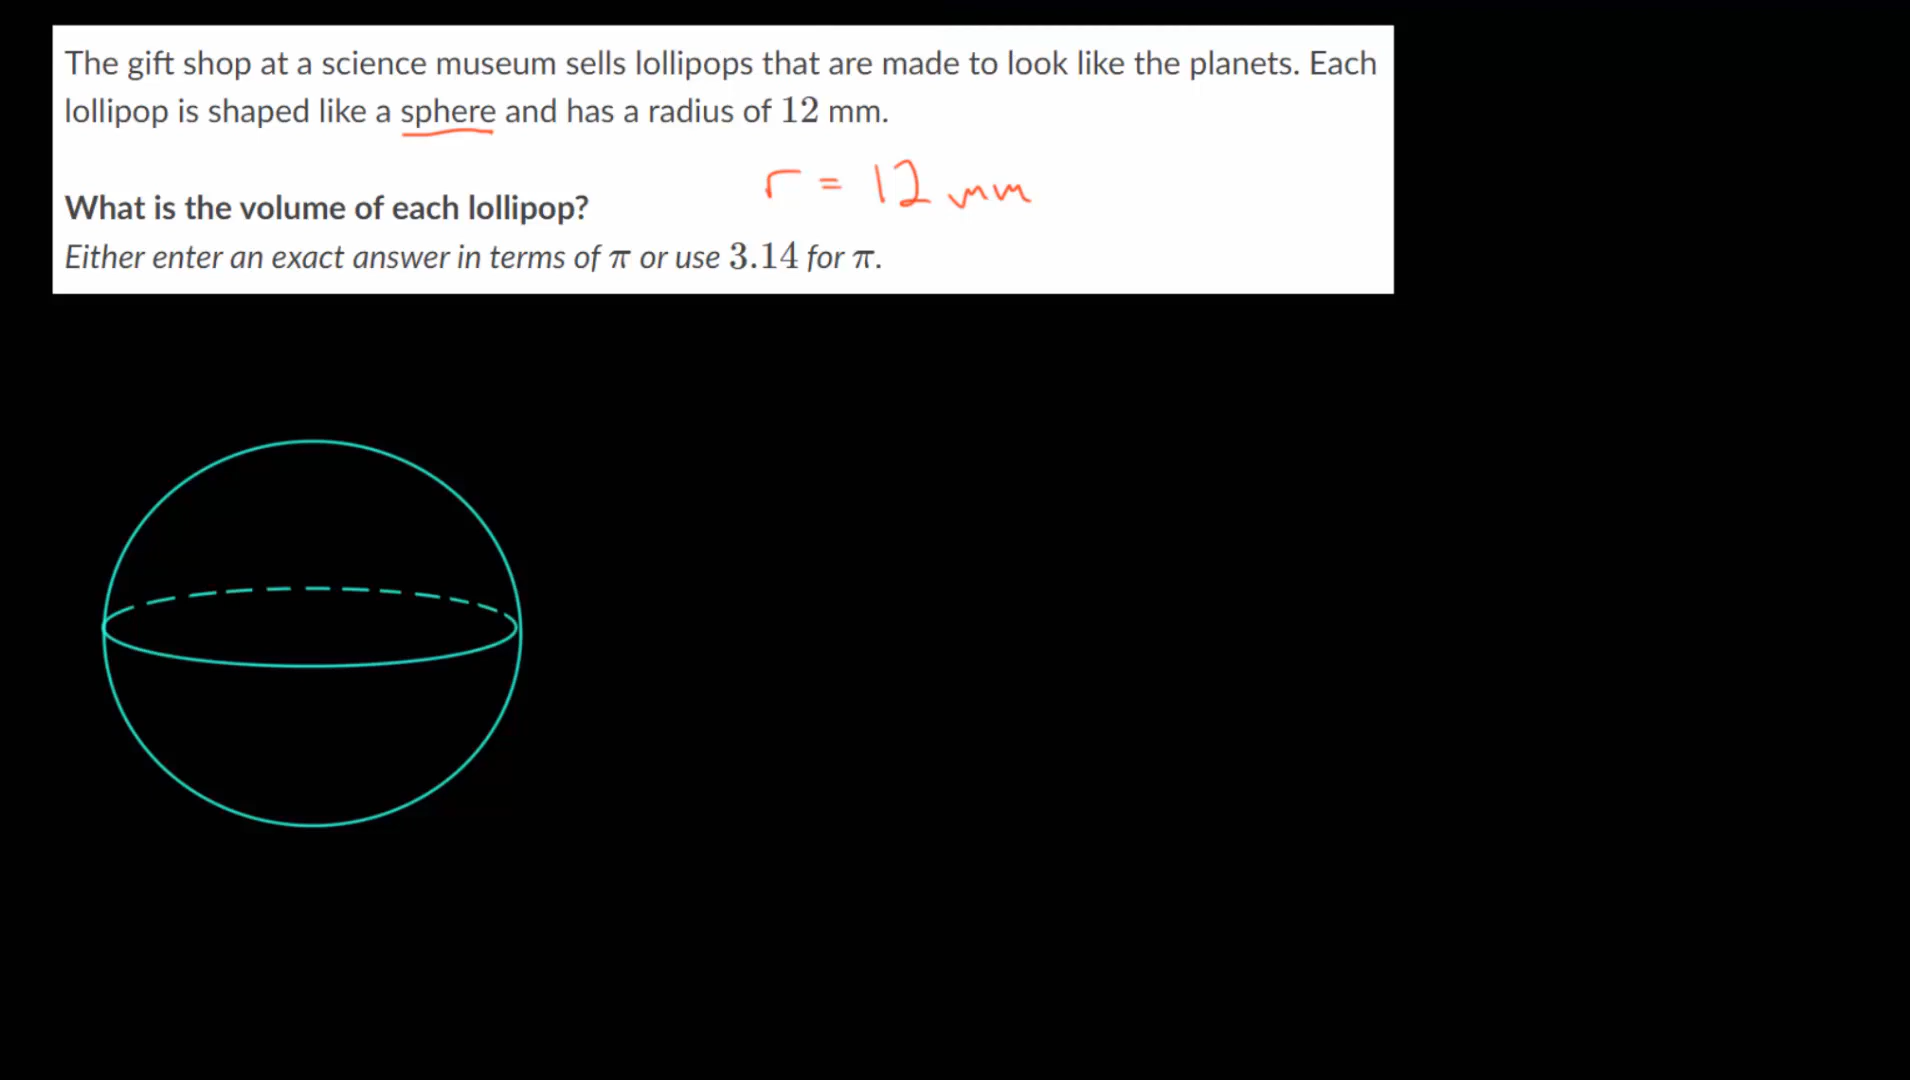 The gift shop at a science museum sells lollipops that are made to look like the planets. Each
lollipop is shaped like a sphere and has a radius of 12 mm.
r = 12 mm
What is the volume of each lollipop?
Either enter an exact answer in terms of π or use 3.14 for π.